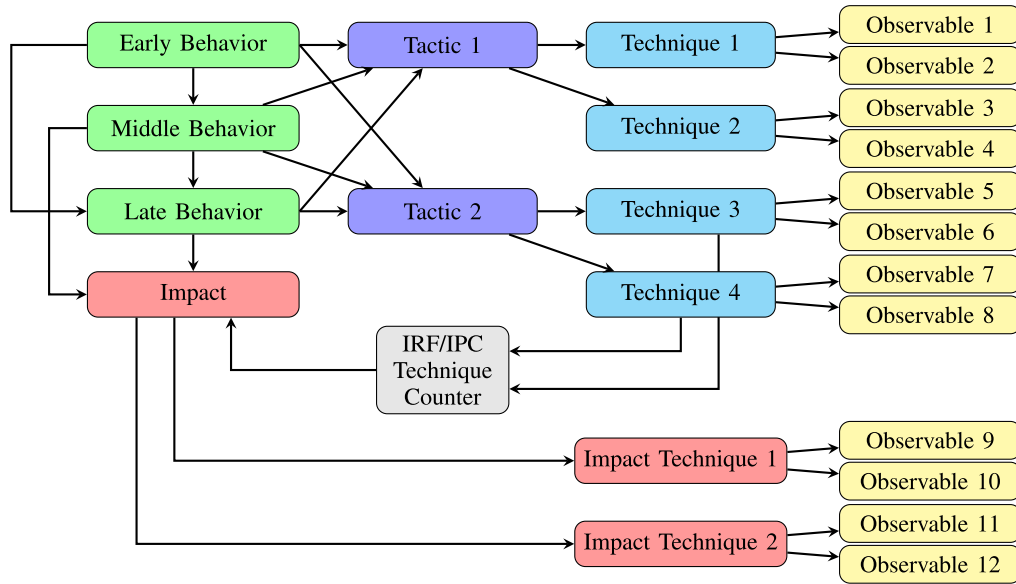 Early Behavior
Tactic 1
Technique 1
Observable 1
Observable 2
Middle Behavior
Technique 2
Observable 3
Observable 4
Late Behavior
Tactic 2
Technique 3
Observable 5
Observable 6
Impact
Technique 4
Observable 7
Observable 8
IRF/IPC
Technique
Counter
Impact Technique 1
Observable 9
Observable 10
Impact Technique 2
Observable 11
Observable 12